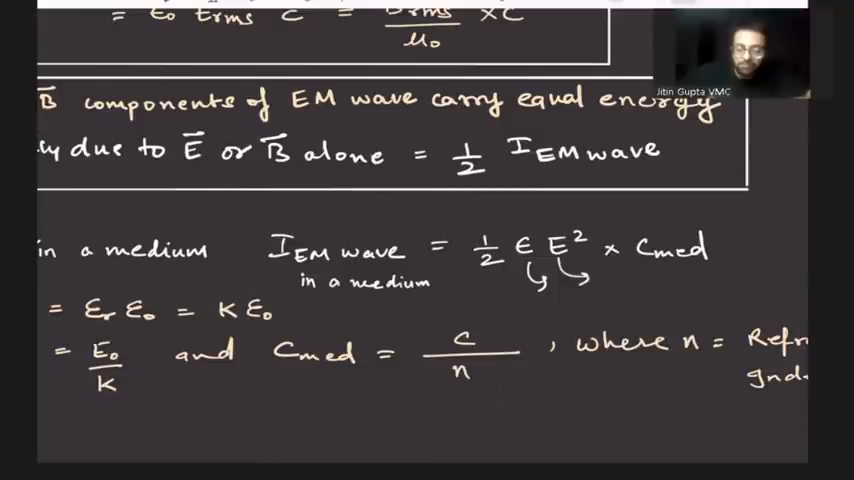 = ε₀ Erms C = Brms/μ₀ × C
Jitin Gupta VMC
B⃗ components of EM wave carry equal energy
due to E⃗ or B⃗ alone = 1/2 I EM wave
in a medium I EM wave = 1/2 ∈ E² × Cmed
in a medium
= εr ε₀ = K ε₀
= E₀/K and Cmed = c/n , where n =